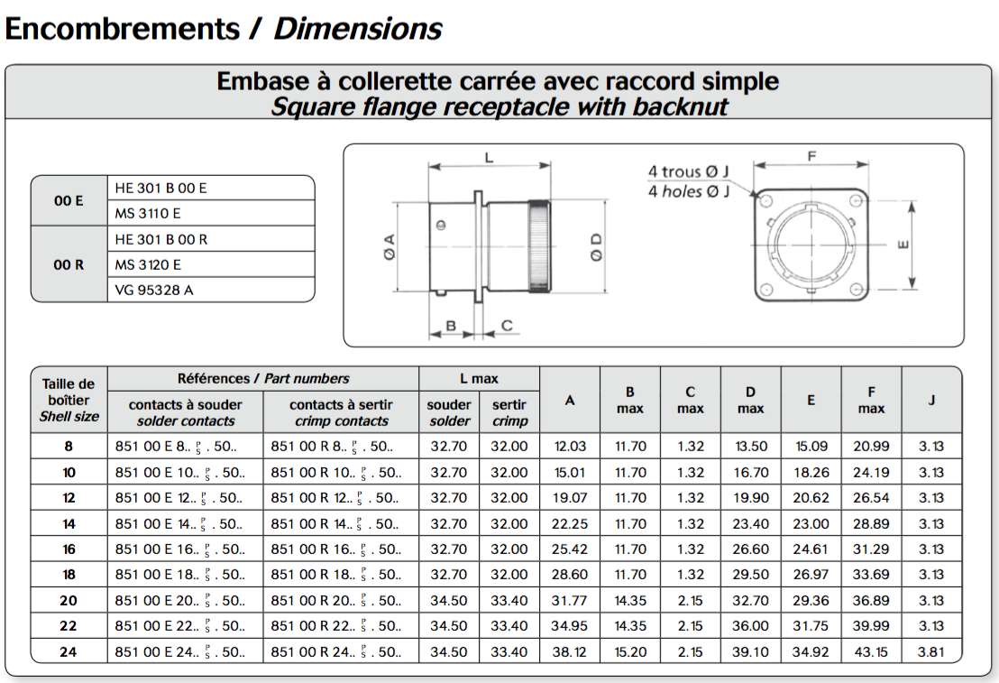 Encombrements / Dimensions
Embase à collerette carrée avec raccord simple
Square flange receptacle with backnut
00 E
HE 301 B 00 E
MS 3110 E
00 R
HE 301 B 00 R
MS 3120 E
VG 95328 A
L
Ø A
Ø D
B
C
4 trous Ø J
4 holes Ø J
F
E
Taille de
boîtier
Shell size
Références / Part numbers
contacts à souder
solder contacts
contacts à sertir
crimp contacts
L max
souder
solder
sertir
crimp
A
B
max
C
max
D
max
E
F
max
J
8 851 00 E 8.. P S . 50.. 851 00 R 8.. P S . 50.. 32.70 32.00 12.03 11.70 1.32 13.50 15.09 20.99 3.13
10 851 00 E 10.. P S . 50.. 851 00 R 10.. P S . 50.. 32.70 32.00 15.01 11.70 1.32 16.70 18.26 24.19 3.13
12 851 00 E 12.. P S . 50.. 851 00 R 12.. P S . 50.. 32.70 32.00 19.07 11.70 1.32 19.90 20.62 26.54 3.13
14 851 00 E 14.. P S . 50.. 851 00 R 14.. P S . 50.. 32.70 32.00 22.25 11.70 1.32 23.40 23.00 28.89 3.13
16 851 00 E 16.. P S . 50.. 851 00 R 16.. P S . 50.. 32.70 32.00 25.42 11.70 1.32 26.60 24.61 31.29 3.13
18 851 00 E 18.. P S . 50.. 851 00 R 18.. P S . 50.. 32.70 32.00 28.60 11.70 1.32 29.50 26.97 33.69 3.13
20 851 00 E 20.. P S . 50.. 851 00 R 20.. P S . 50.. 34.50 33.40 31.77 14.35 2.15 32.70 29.36 36.89 3.13
22 851 00 E 22.. P S . 50.. 851 00 R 22.. P S . 50.. 34.50 33.40 34.95 14.35 2.15 36.00 31.75 39.99 3.13
24 851 00 E 24.. P S . 50.. 851 00 R 24.. P S . 50.. 34.50 33.40 38.12 15.20 2.15 39.10 34.92 43.15 3.81